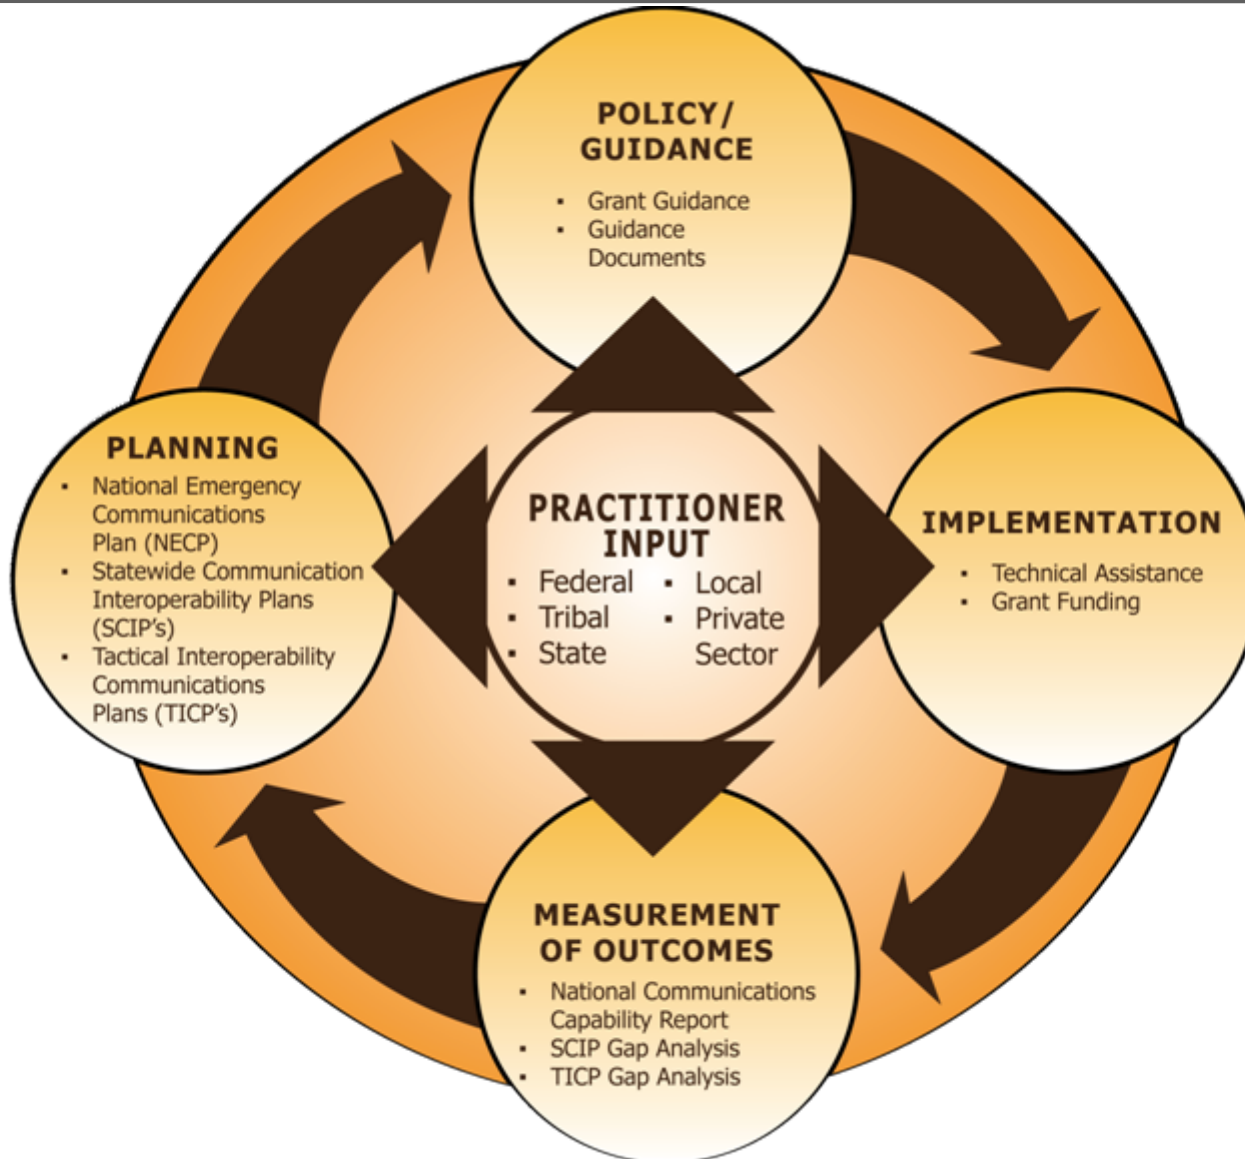 POLICY/
GUIDANCE
▪ Grant Guidance
▪ Guidance
Documents
PLANNING
▪ National Emergency
Communications
Plan (NECP)
▪ Statewide Communication
Interoperability Plans
(SCIP's)
▪ Tactical Interoperability
Communications
Plans (TICP's)
PRACTITIONER
INPUT
▪ Federal
▪ Tribal
▪ State
▪ Local
▪ Private
Sector
IMPLEMENTATION
▪ Technical Assistance
▪ Grant Funding
MEASUREMENT
OF OUTCOMES
▪ National Communications
Capability Report
▪ SCIP Gap Analysis
▪ TICP Gap Analysis